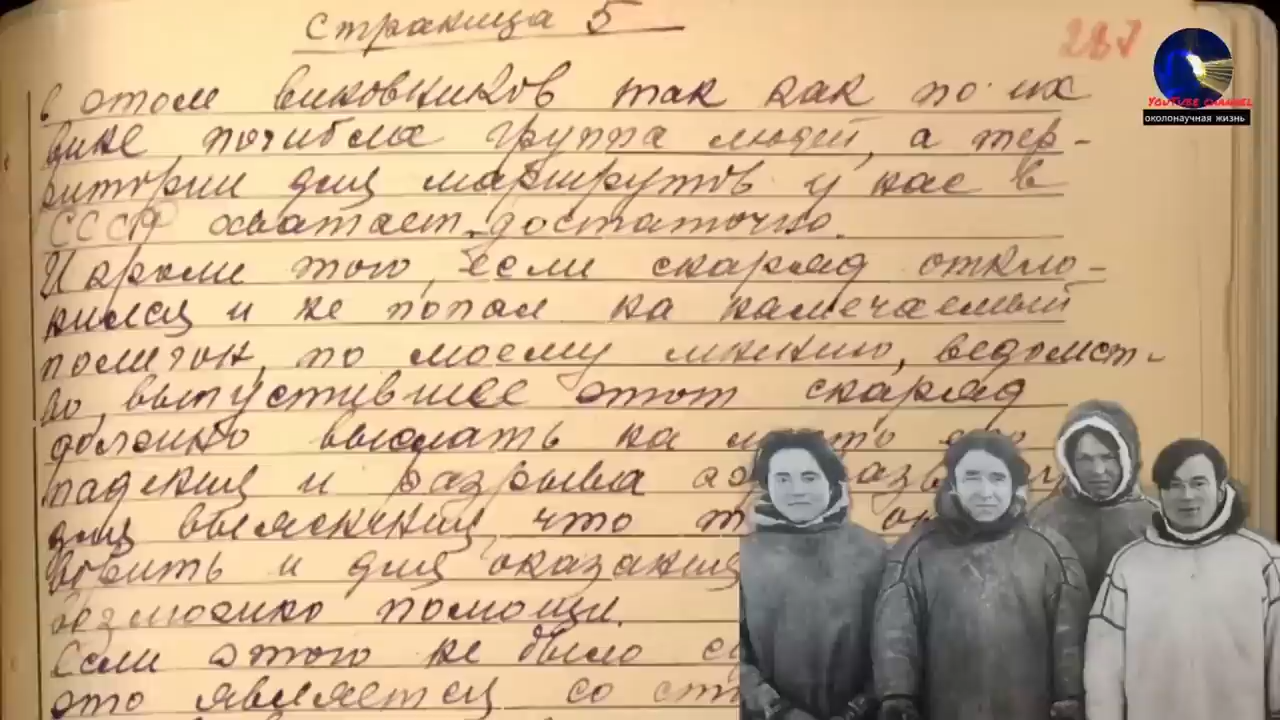 Страница 5
287
YouTube channel
околонаучная жизнь
в этом виновников так как по их
вине погибла группа людей, а тер-
ритории для маршрутов у нас в
СССР хватает достаточно.
И кроме того, если снаряд откло-
нился и не попал на намечаемый
полигон, по моему мнению, ведомст-
во, выпустившее этот снаряд
должно выслать на место его
падения и разрыва
для выяснения, что
и для оказания
возможно помощи.
Если этого не было
это является со